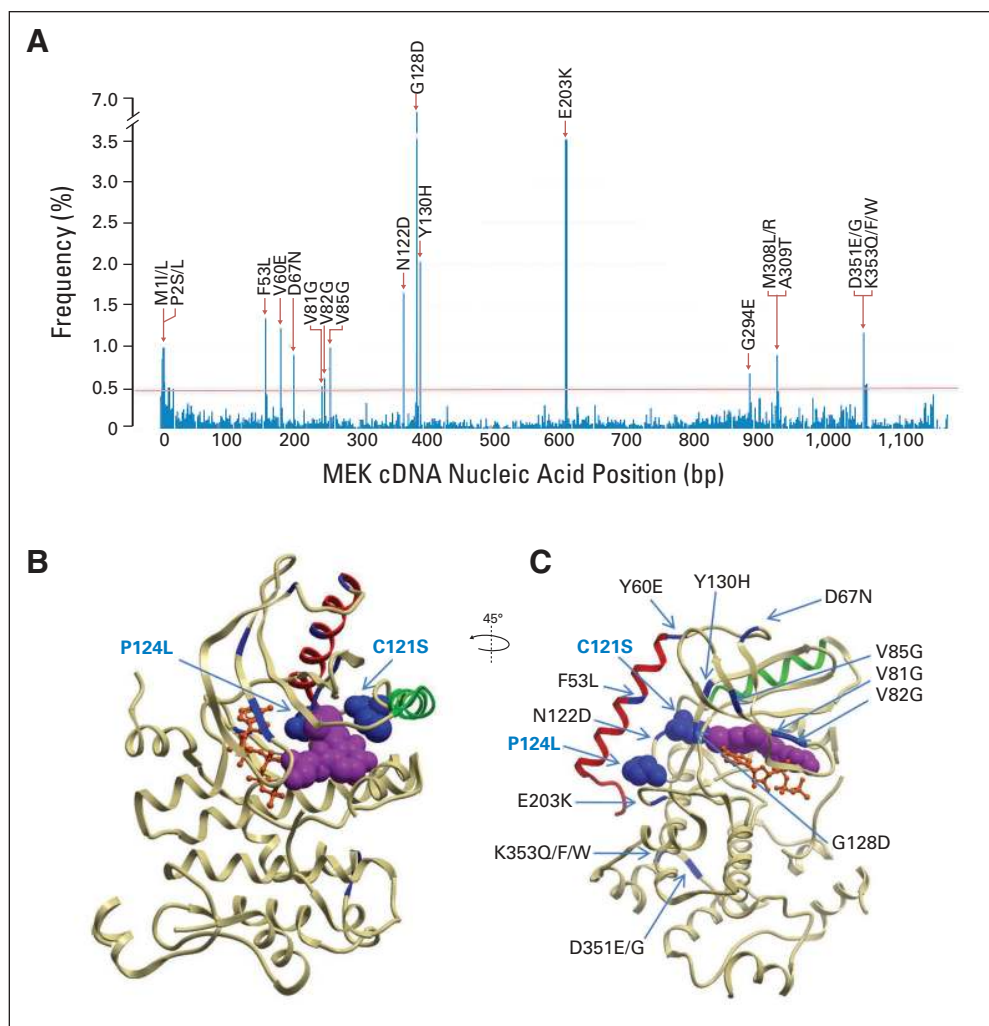 A
Frequency (%)
7.0
3.5
3.0
2.5
2.0
1.5
1.0
0.5
0
M1I/L
P2S/L
F53L
V60E
D67N
V81G
V82G
V85G
N122D
G128D
Y130H
E203K
G294E
M308L/R
A309T
D351E/G
K353Q/F/W
0 100 200 300 400 500 600 700 800 900 1,000 1,100
MEK cDNA Nucleic Acid Position (bp)
B
P124L
C121S
45°
C
Y60E
Y130H
D67N
C121S
V85G
F53L
V81G
V82G
N122D
P124L
E203K
G128D
K353Q/F/W
D351E/G